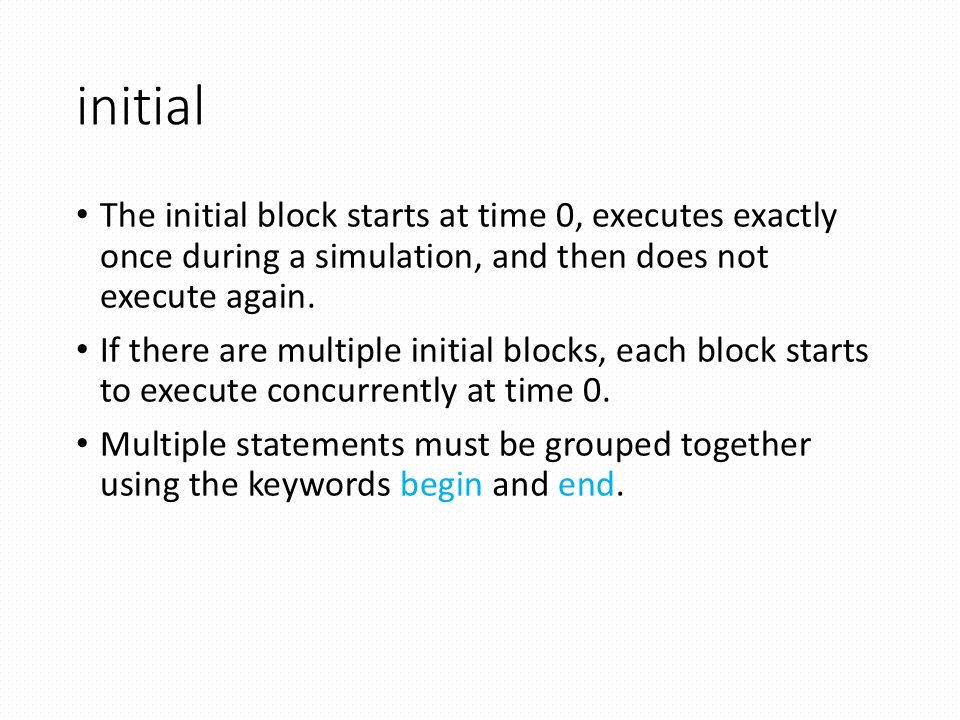 initial
• The initial block starts at time 0, executes exactly
once during a simulation, and then does not
execute again.
• If there are multiple initial blocks, each block starts
to execute concurrently at time 0.
• Multiple statements must be grouped together
using the keywords begin and end.